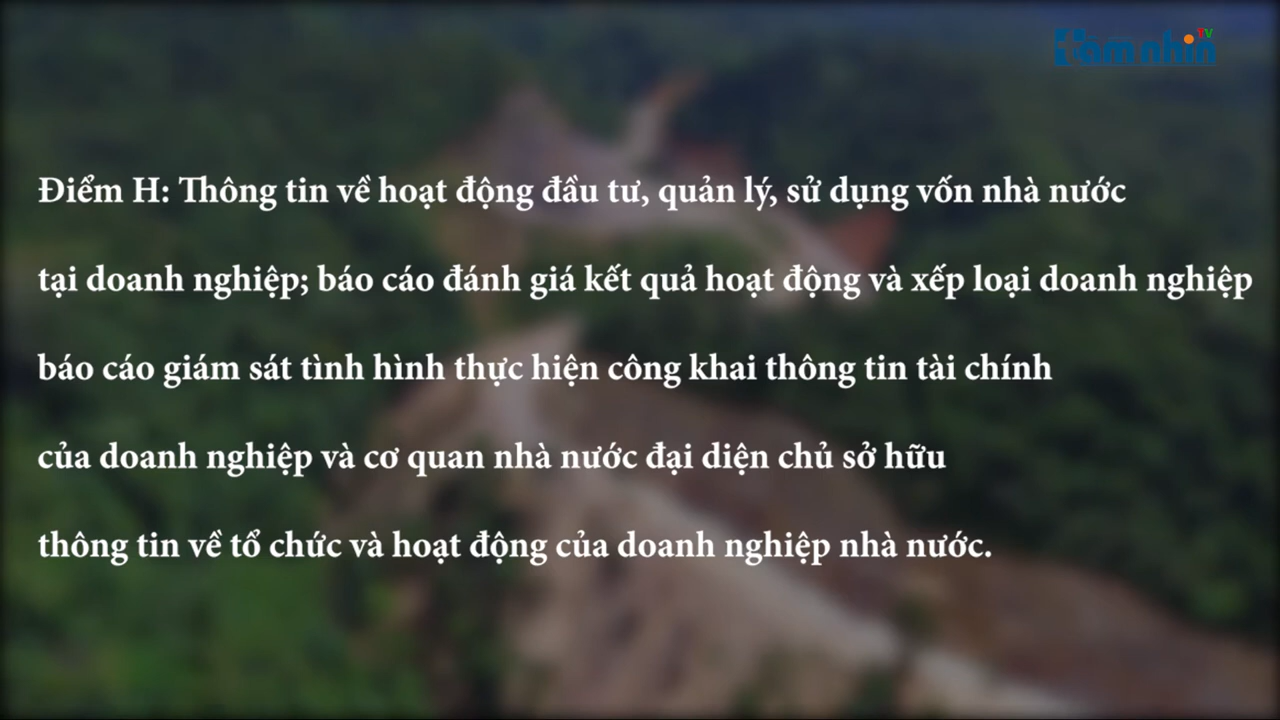 Tầm nhìn TV
Điểm H: Thông tin về hoạt động đầu tư, quản lý, sử dụng vốn nhà nước
tại doanh nghiệp; báo cáo đánh giá kết quả hoạt động và xếp loại doanh nghiệp
báo cáo giám sát tình hình thực hiện công khai thông tin tài chính
của doanh nghiệp và cơ quan nhà nước đại diện chủ sở hữu
thông tin về tổ chức và hoạt động của doanh nghiệp nhà nước.